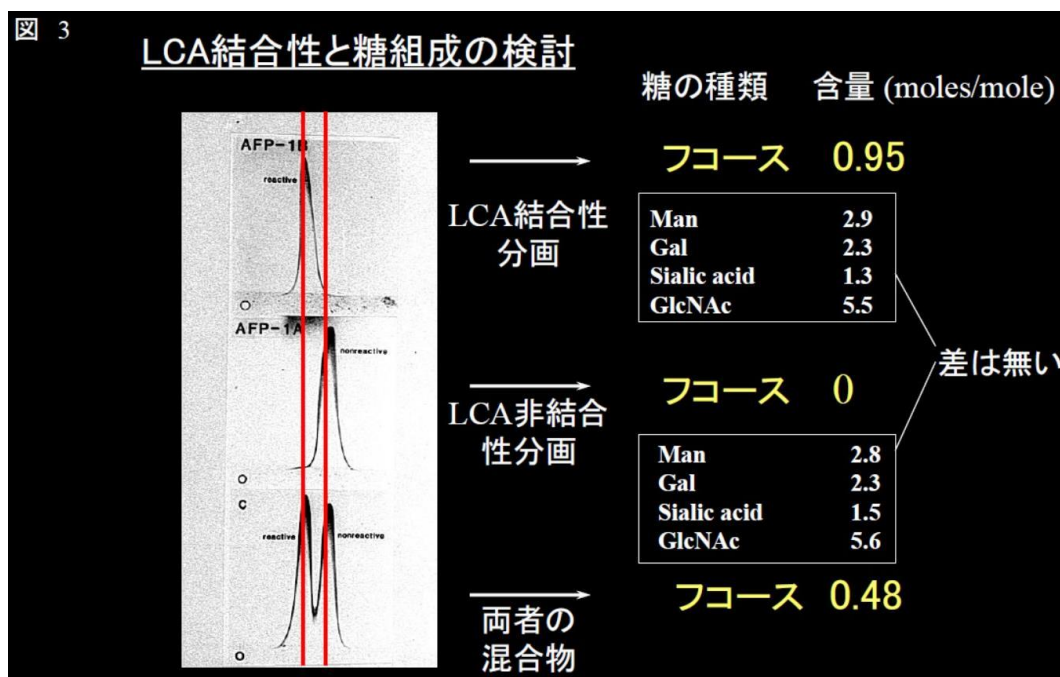 図 3
LCA結合性と糖組成の検討
糖の種類 含量 (moles/mole)
AFP-1B
reactive
O
LCA結合性
分画
フコース 0.95
Man 2.9
Gal 2.3
Sialic acid 1.3
GlcNAc 5.5
AFP-1A
nonreactive
O
LCA非結合
性分画
フコース 0
差は無い
Man 2.8
Gal 2.3
Sialic acid 1.5
GlcNAc 5.6
C
reactive
nonreactive
O
両者の
混合物
フコース 0.48